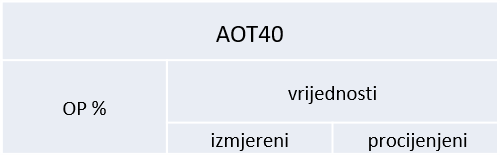 AOT40
OP %
vrijednosti
izmjereni
procijenjeni